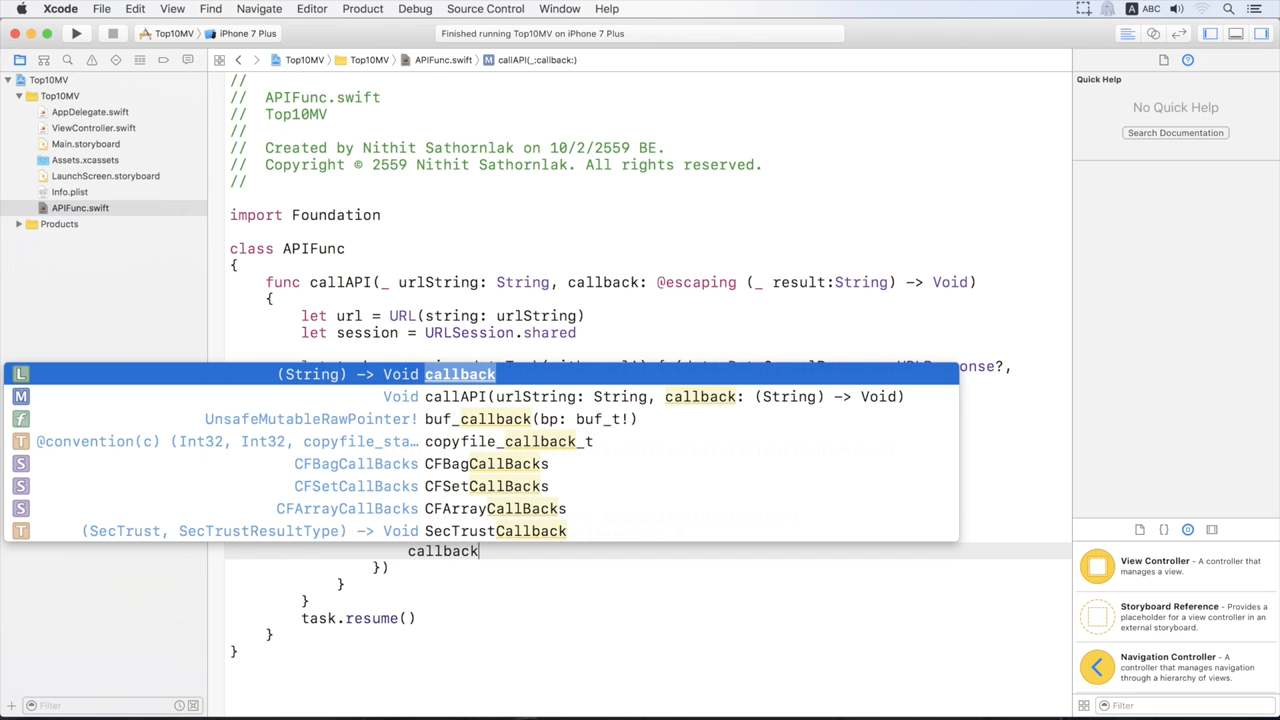 Xcode File Edit View Find Navigate Editor Product Debug Source Control Window Help
A ABC
Top10MV iPhone 7 Plus
Finished running Top10MV on iPhone 7 Plus
Top10MV Top10MV APIFunc.swift M callAPI(_:callback:)
Top10MV
Top10MV
AppDelegate.swift
ViewController.swift
Main.storyboard
Assets.xcassets
LaunchScreen.storyboard
Info.plist
APIFunc.swift
Products
Filter
//
// APIFunc.swift
// Top10MV
//
// Created by Nithit Sathornlak on 10/2/2559 BE.
// Copyright © 2559 Nithit Sathornlak. All rights reserved.
//
import Foundation
class APIFunc
{
func callAPI(_ urlString: String, callback: @escaping (_ result:String) -> Void)
{
let url = URL(string: urlString)
let session = URLSession.shared
L (String) -> Void callback
M Void callAPI(urlString: String, callback: (String) -> Void)
f UnsafeMutableRawPointer! buf_callback(bp: buf_t!)
T @convention(c) (Int32, Int32, copyfile_sta… copyfile_callback_t
S CFBagCallBacks CFBagCallBacks
S CFSetCallBacks CFSetCallBacks
S CFArrayCallBacks CFArrayCallBacks
T (SecTrust, SecTrustResultType) -> Void SecTrustCallback
callback
})
}
}
task.resume()
}
}
Quick Help
No Quick Help
Search Documentation
{}
View Controller - A controller that
manages a view.
Storyboard Reference - Provides a
placeholder for a view controller in an
external storyboard.
Navigation Controller - A
controller that manages navigation
through a hierarchy of views.
Filter